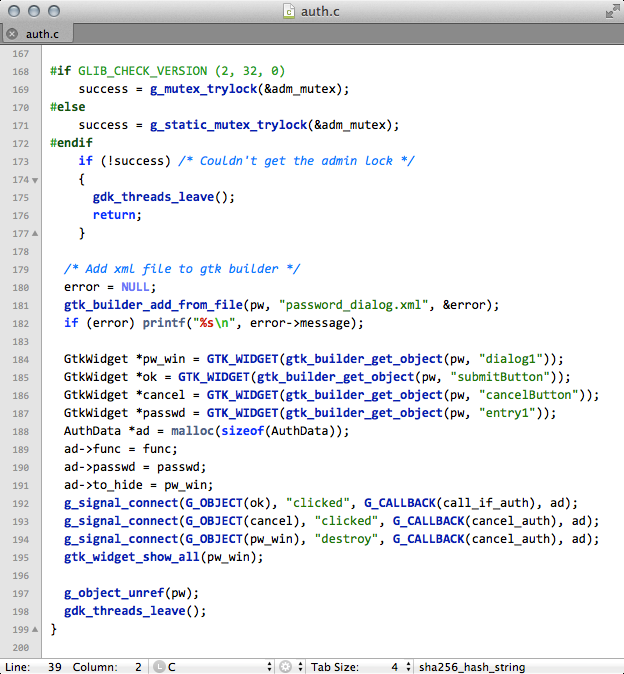 auth.c
auth.c
167
168 #if GLIB_CHECK_VERSION (2, 32, 0)
169     success = g_mutex_trylock(&adm_mutex);
170 #else
171     success = g_static_mutex_trylock(&adm_mutex);
172 #endif
173     if (!success) /* Couldn't get the admin lock */
174     {
175       gdk_threads_leave();
176       return;
177     }
178
179   /* Add xml file to gtk builder */
180   error = NULL;
181   gtk_builder_add_from_file(pw, "password_dialog.xml", &error);
182   if (error) printf("%s\n", error->message);
183
184   GtkWidget *pw_win = GTK_WIDGET(gtk_builder_get_object(pw, "dialog1"));
185   GtkWidget *ok = GTK_WIDGET(gtk_builder_get_object(pw, "submitButton"));
186   GtkWidget *cancel = GTK_WIDGET(gtk_builder_get_object(pw, "cancelButton"));
187   GtkWidget *passwd = GTK_WIDGET(gtk_builder_get_object(pw, "entry1"));
188   AuthData *ad = malloc(sizeof(AuthData));
189   ad->func = func;
190   ad->passwd = passwd;
191   ad->to_hide = pw_win;
192   g_signal_connect(G_OBJECT(ok), "clicked", G_CALLBACK(call_if_auth), ad);
193   g_signal_connect(G_OBJECT(cancel), "clicked", G_CALLBACK(cancel_auth), ad);
194   g_signal_connect(G_OBJECT(pw_win), "destroy", G_CALLBACK(cancel_auth), ad);
195   gtk_widget_show_all(pw_win);
196
197   g_object_unref(pw);
198   gdk_threads_leave();
199 }
200
Line: 39 Column: 2 C Tab Size: 4 sha256_hash_string